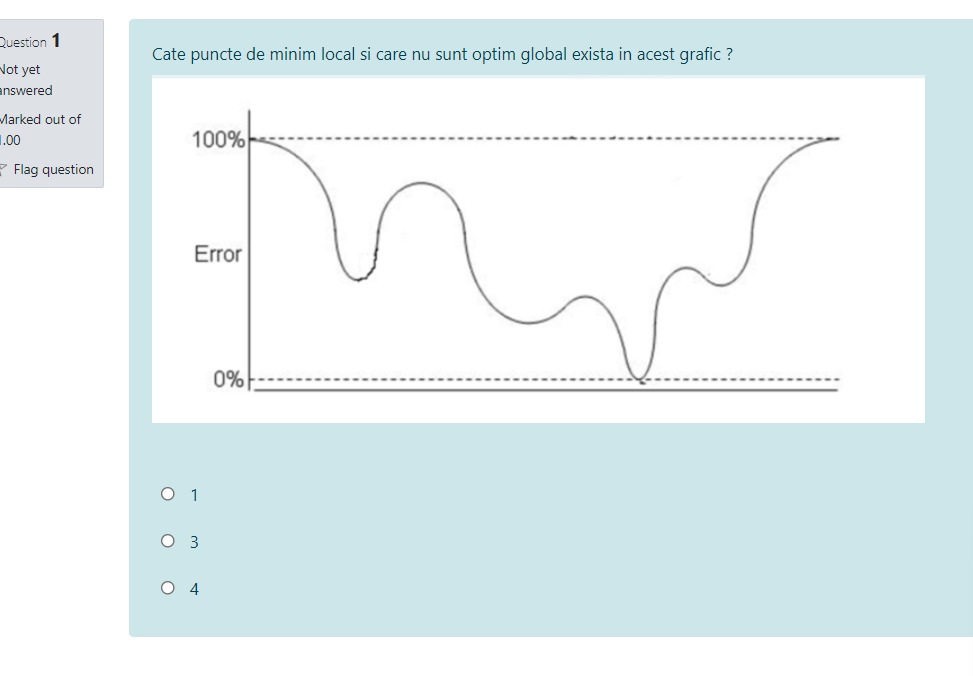 Question 1
Not yet
answered
Marked out of
1.00
Flag question
Cate puncte de minim local si care nu sunt optim global exista in acest grafic ?
100%
Error
0%
1
3
4